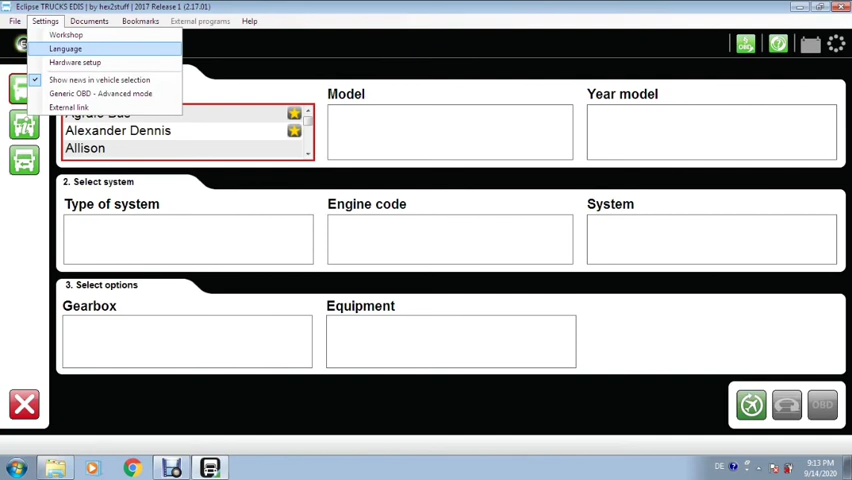 Eclipse TRUCKS EDIS | by hex2stuff | 2017 Release 1 (2.17.01)
File Settings Documents Bookmarks External programs Help
Workshop
Language
Hardware setup
Show news in vehicle selection
Generic OBD - Advanced mode
External link
Model
Year model
Alexander Dennis
Allison
2. Select system
Type of system
Engine code
System
3. Select options
Gearbox
Equipment
OBD
DE
9:13 PM
9/14/2020